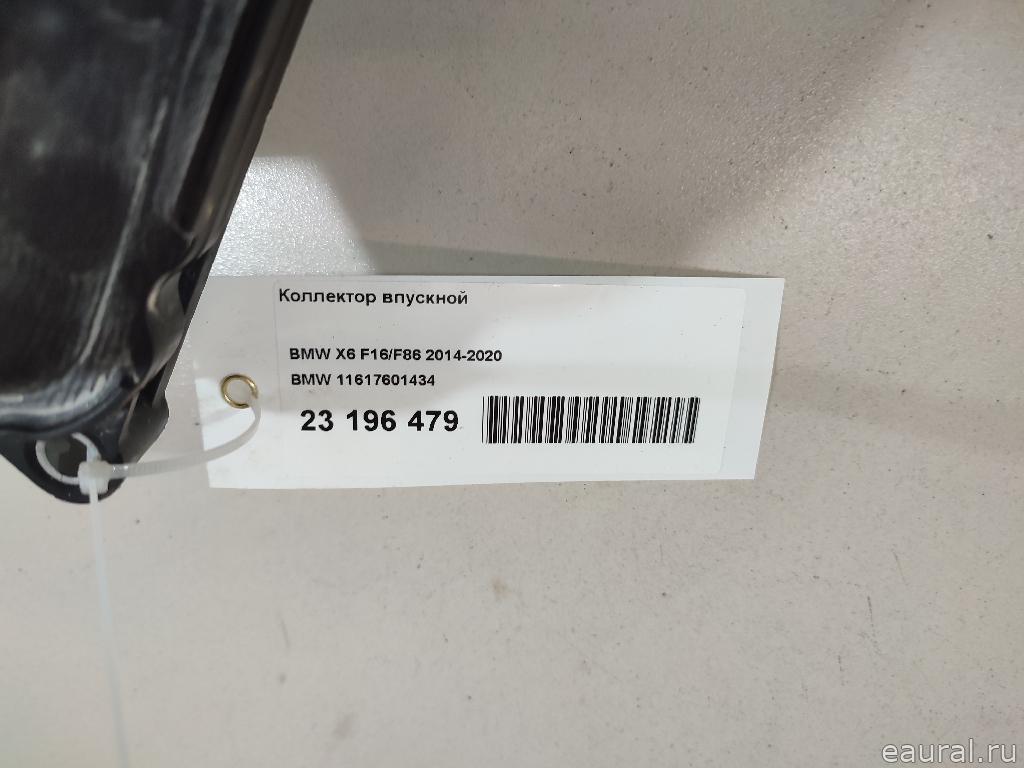 Коллектор впускной
BMW X6 F16/F86 2014-2020
BMW 11617601434
23 196 479
eaural.ru